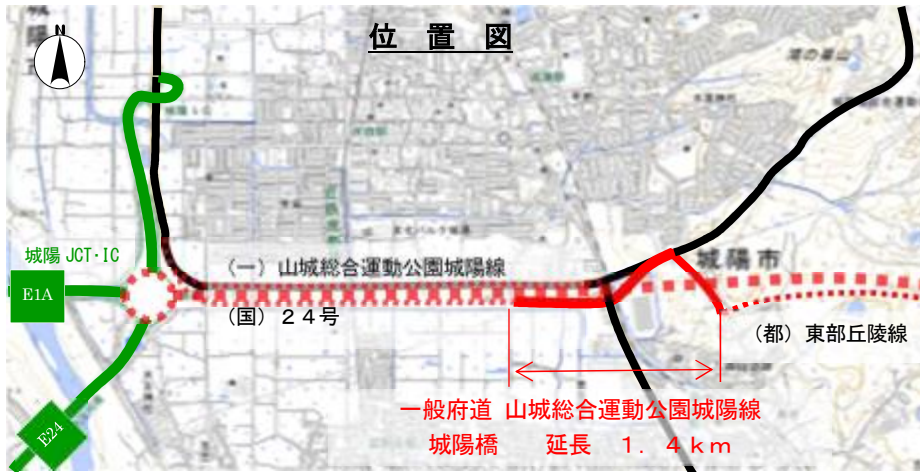 位置図
N
城陽 JCT・IC
E1A
(一)山城総合運動公園城陽線
城陽市
(国)24号
(都)東部丘陵線
一般府道 山城総合運動公園城陽線
城陽橋 延長 1.4km
E24